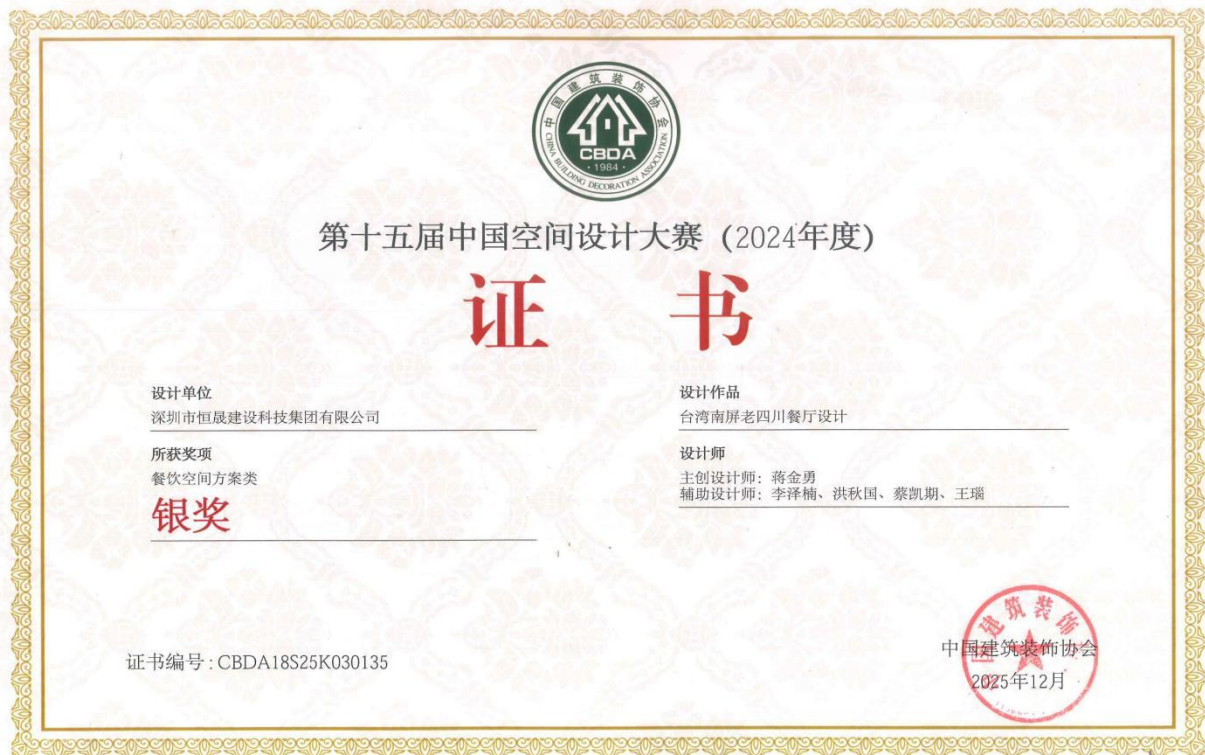 中国建筑装饰协会
CBDA
·1984·
CHINA BUILDING DECORATION ASSOCIATION
第十五届中国空间设计大赛（2024年度）
证 书
设计单位
深圳市恒晟建设科技集团有限公司
所获奖项
餐饮空间方案类
银奖
设计作品
台湾南屏老四川餐厅设计
设计师
主创设计师：蒋金勇
辅助设计师：李泽楠、洪秋国、蔡凯期、王瑙
证书编号：CBDA18S25K030135
中国建筑装饰协会
2025年12月